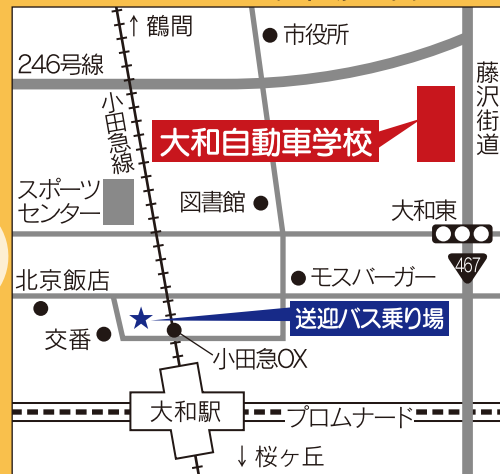 ↑ 鶴間
市役所
246号線
藤沢街道
小田急線
大和自動車学校
スポーツ
センター
図書館
大和東
467
北京飯店
モスバーガー
送迎バス乗り場
交番
小田急OX
大和駅
プロムナード
↓ 桜ヶ丘